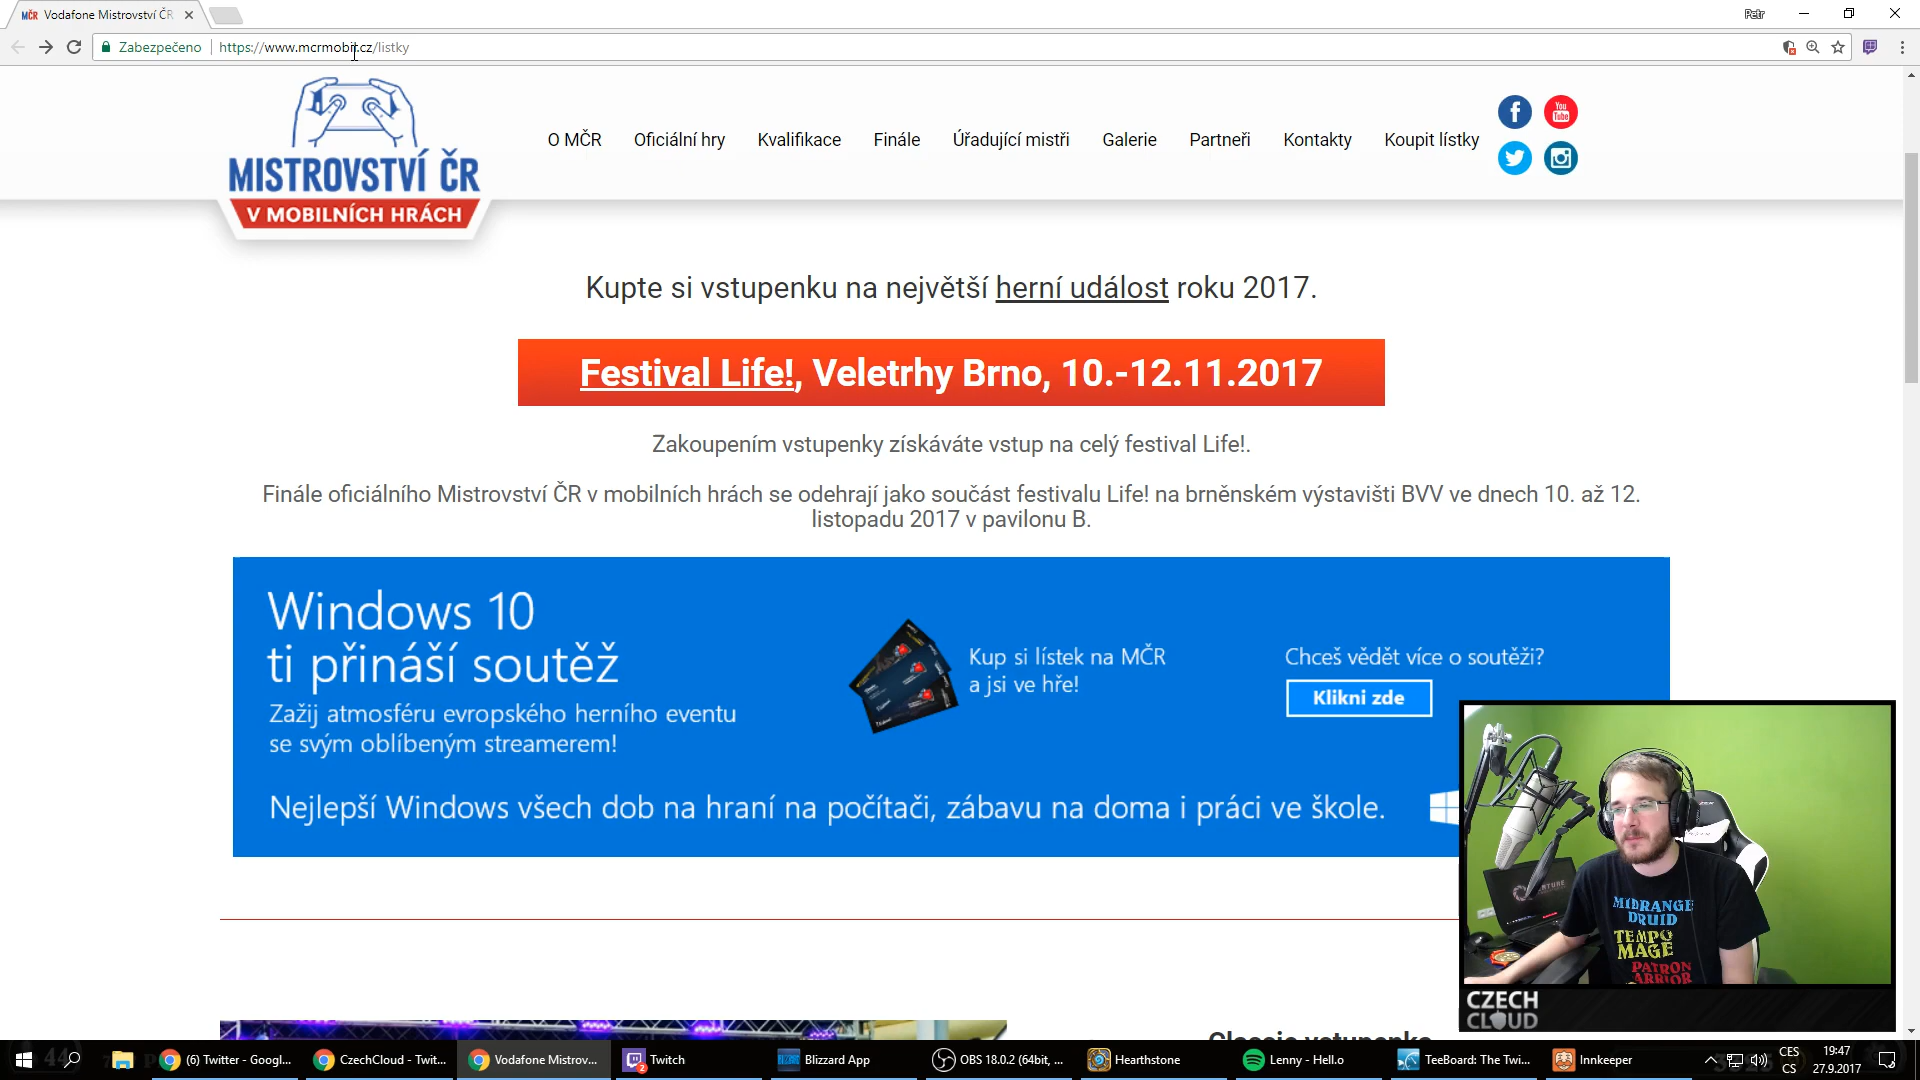 MČR Vodafone Mistrovství ČR
Petr
Zabezpečeno https://www.mcrmobil.cz/listky
MISTROVSTVÍ ČR
V MOBILNÍCH HRÁCH
O MČR Oficiální hry Kvalifikace Finále Úřadující mistři Galerie Partneři Kontakty Koupit lístky
You Tube
Kupte si vstupenku na největší herní událost roku 2017.
Festival Life!, Veletrhy Brno, 10.-12.11.2017
Zakoupením vstupenky získáváte vstup na celý festival Life!.
Finále oficiálního Mistrovství ČR v mobilních hrách se odehrají jako součást festivalu Life! na brněnském výstavišti BVV ve dnech 10. až 12.
listopadu 2017 v pavilonu B.
Windows 10
ti přináší soutěž
Zažij atmosféru evropského herního eventu
se svým oblíbeným streamerem!
Kup si lístek na MČR
a jsi ve hře!
Chceš vědět více o soutěži?
Klikni zde
Nejlepší Windows všech dob na hraní na počítači, zábavu na doma i práci ve škole.
MIDRANGE
DRUID
TEMPO
MAGE
PATRON
CZECH
CLOUD
(6) Twitter - Googl... CzechCloud - Twit... Vodafone Mistrov... Twitch Blizzard App OBS 18.0.2 (64bit, ... Hearthstone Lenny - Hell.o TeeBoard: The Twi... Innkeeper
CES
CS
19:47
27.9.2017